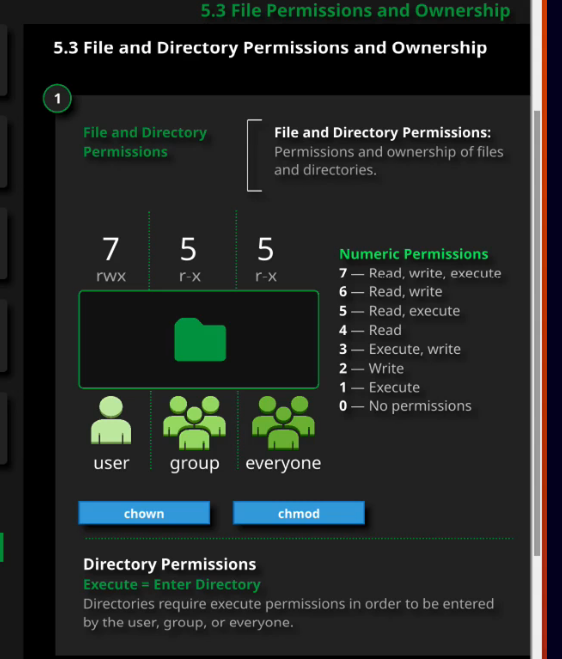 5.3 File Permissions and Ownership
5.3 File and Directory Permissions and Ownership
1
File and Directory
Permissions
File and Directory Permissions:
Permissions and ownership of files
and directories.
7 5 5
rwx r-x r-x
Numeric Permissions
7 — Read, write, execute
6 — Read, write
5 — Read, execute
4 — Read
3 — Execute, write
2 — Write
1 — Execute
0 — No permissions
user group everyone
chown chmod
Directory Permissions
Execute = Enter Directory
Directories require execute permissions in order to be entered
by the user, group, or everyone.